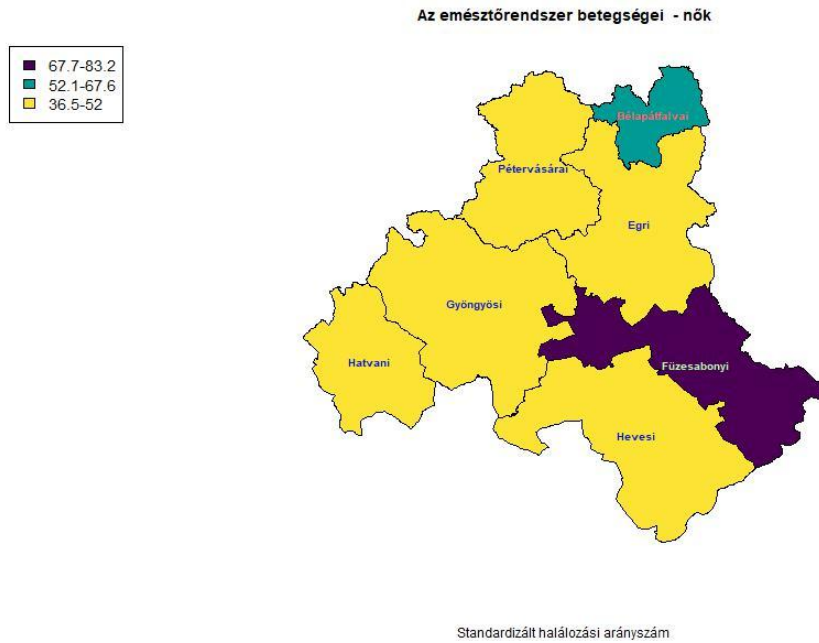 Az emésztőrendszer betegségei - nők
67.7-83.2
52.1-67.6
36.5-52
Bélapátfalvai
Pétervásárai
Egri
Gyöngyösi
Hatvani
Füzesabonyi
Hevesi
Standardizált halálozási arányszám